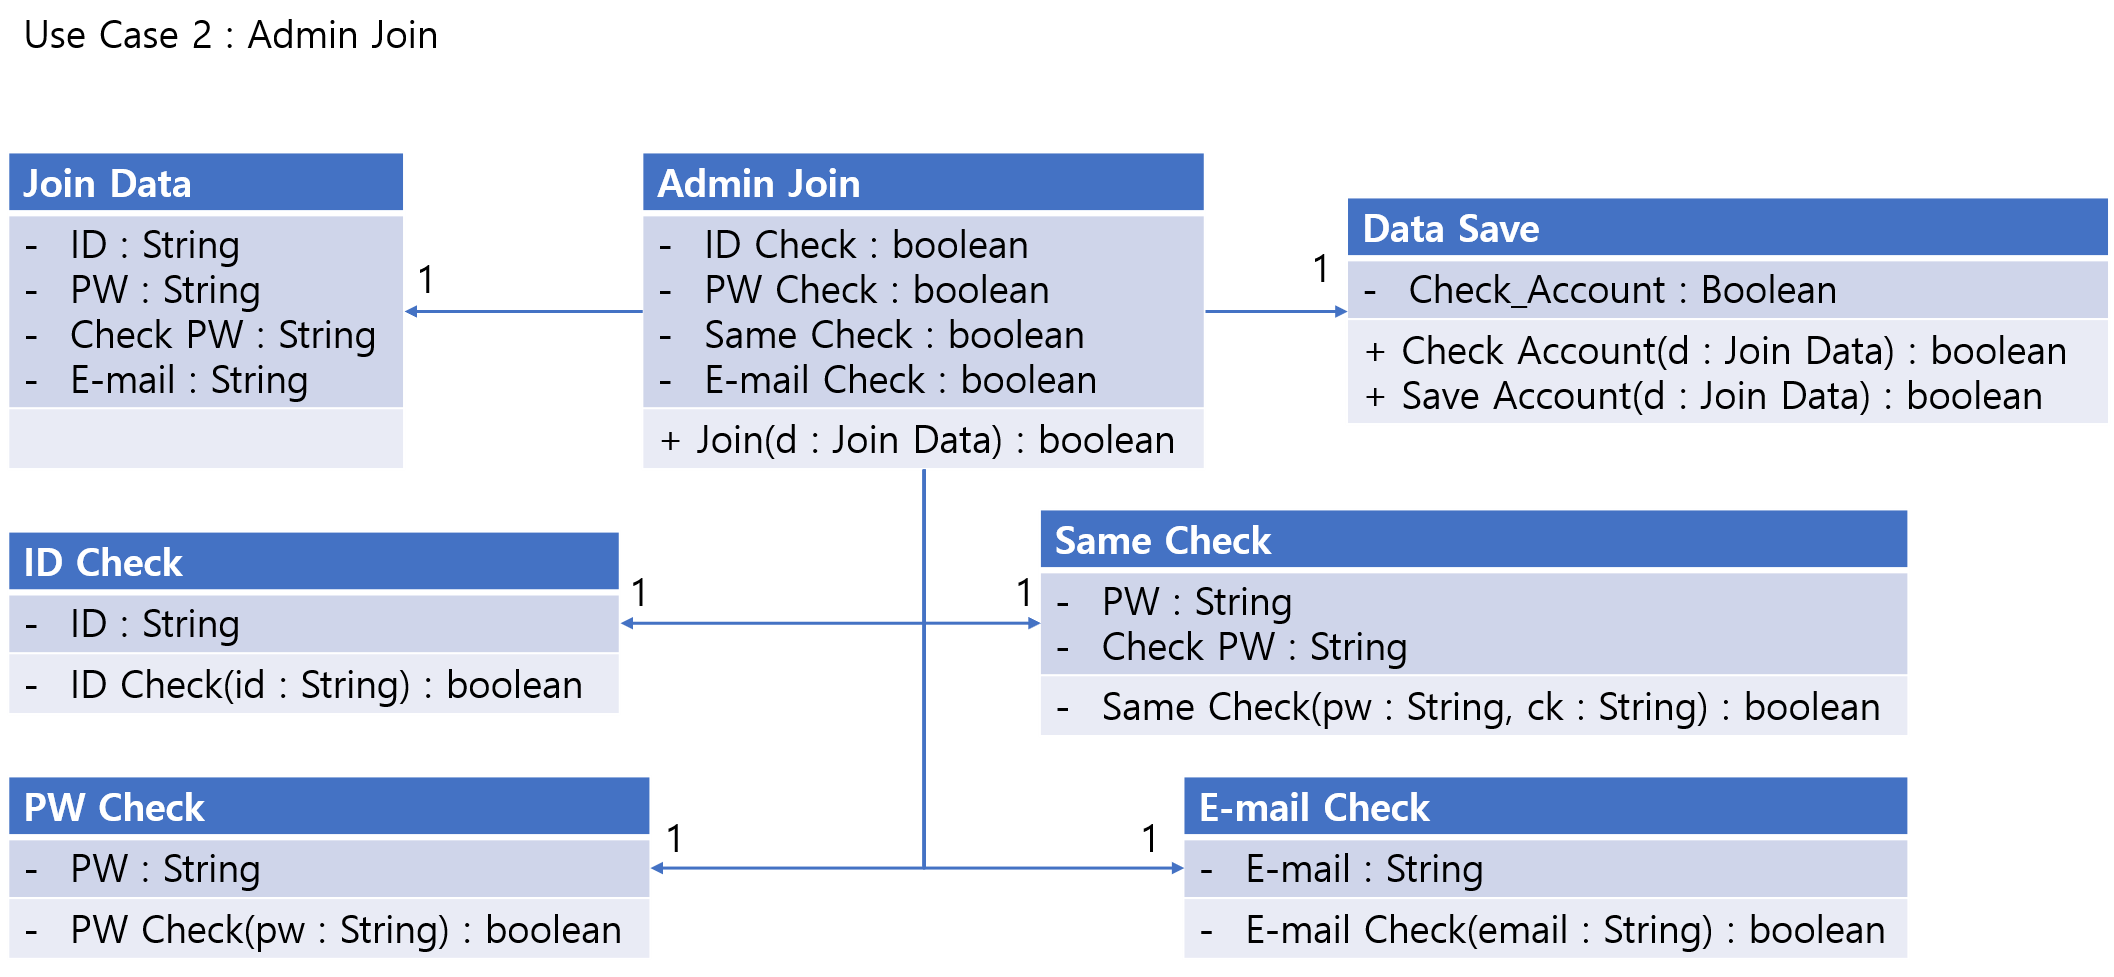 Use Case 2 : Admin Join
Join Data
- ID : String
- PW : String
- Check PW : String
- E-mail : String
1
Admin Join
- ID Check : boolean
- PW Check : boolean
- Same Check : boolean
- E-mail Check : boolean
+ Join(d : Join Data) : boolean
1
Data Save
- Check_Account : Boolean
+ Check Account(d : Join Data) : boolean
+ Save Account(d : Join Data) : boolean
ID Check
- ID : String
- ID Check(id : String) : boolean
1
1
Same Check
- PW : String
- Check PW : String
- Same Check(pw : String, ck : String) : boolean
PW Check
- PW : String
- PW Check(pw : String) : boolean
1
1
E-mail Check
- E-mail : String
- E-mail Check(email : String) : boolean